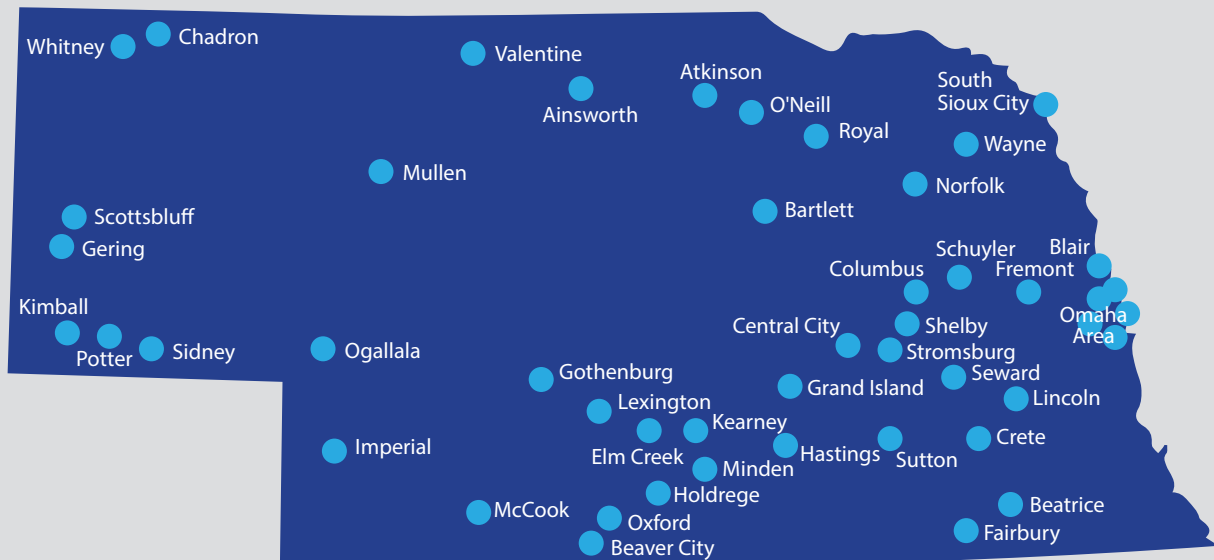 Whitney
Chadron
Valentine
Ainsworth
Atkinson
O'Neill
Royal
South
Sioux City
Wayne
Norfolk
Mullen
Bartlett
Scottsbluff
Gering
Schuyler
Blair
Columbus
Fremont
Kimball
Potter
Sidney
Ogallala
Central City
Shelby
Omaha
Area
Stromsburg
Gothenburg
Seward
Grand Island
Lincoln
Lexington
Kearney
Imperial
Elm Creek
Hastings
Sutton
Crete
Minden
Holdrege
McCook
Oxford
Beaver City
Beatrice
Fairbury